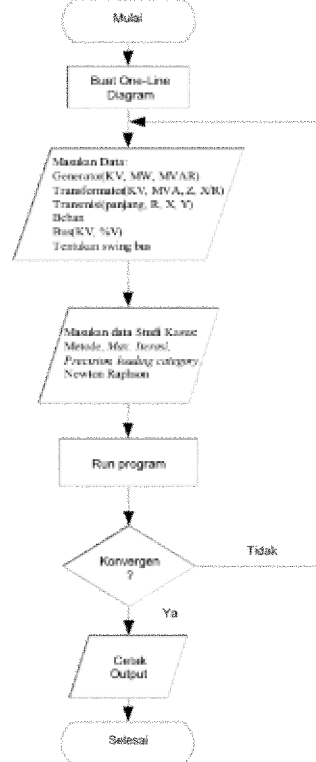 Mulai
Buat One-Line
Diagram
Masukan Data:
Generator(KV, MW, MVAR)
Transformator(KV, MVA, Z, X/R)
Transmisi(panjang, R, X, Y)
Beban
Bus(KV, %V)
Tentukan swing bus
Masukan data Studi Kasus:
Metode, Max. Iterasi,
Precision loading category,
Newton Raphson
Run program
Konvergen
?
Tidak
Ya
Cetak
Output
Selesai